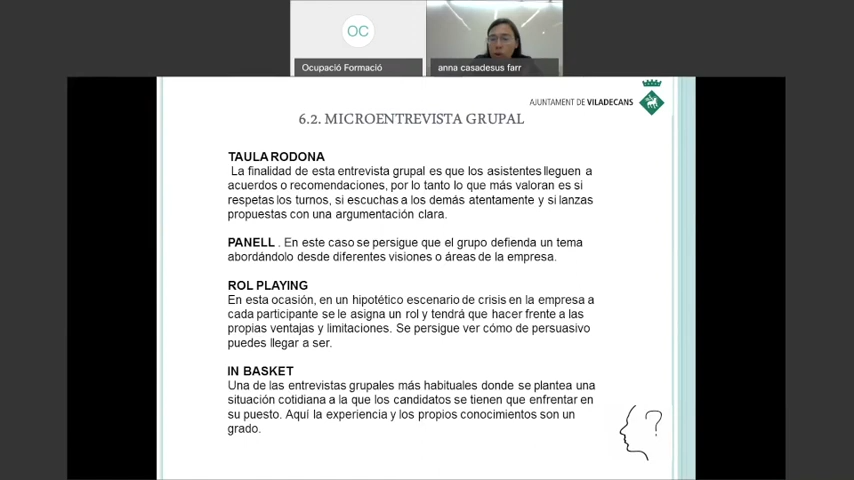 OC
Ocupació Formació
anna casadesus farr
AJUNTAMENT DE VILADECANS
6.2. MICROENTREVISTA GRUPAL
TAULA RODONA
La finalidad de esta entrevista grupal es que los asistentes lleguen a
acuerdos o recomendaciones, por lo tanto lo que más valoran es si
respetas los turnos, si escuchas a los demás atentamente y si lanzas
propuestas con una argumentación clara.
PANELL . En este caso se persigue que el grupo defienda un tema
abordándolo desde diferentes visiones o áreas de la empresa.
ROL PLAYING
En esta ocasión, en un hipotético escenario de crisis en la empresa a
cada participante se le asigna un rol y tendrá que hacer frente a las
propias ventajas y limitaciones. Se persigue ver cómo de persuasivo
puedes llegar a ser.
IN BASKET
Una de las entrevistas grupales más habituales donde se plantea una
situación cotidiana a la que los candidatos se tienen que enfrentar en
su puesto. Aquí la experiencia y los propios conocimientos son un
grado.
?